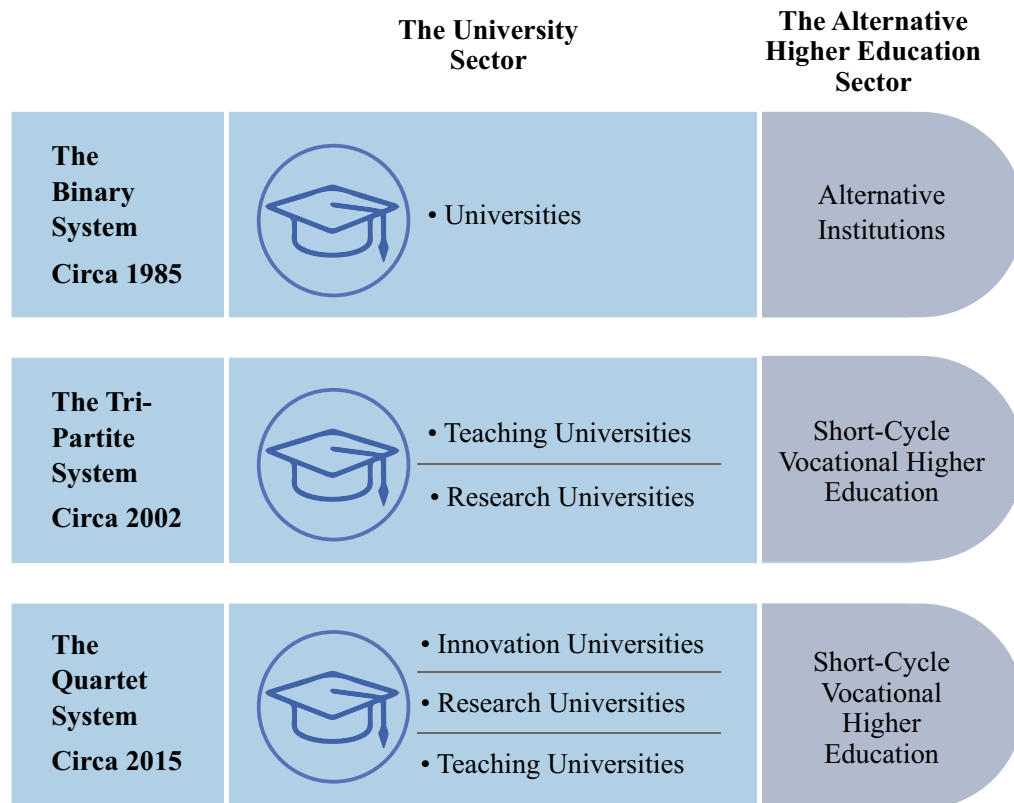 The University
Sector
The Alternative
Higher Education
Sector
The
Binary
System
Circa 1985
• Universities
Alternative
Institutions
The Tri-
Partite
System
Circa 2002
• Teaching Universities
• Research Universities
Short-Cycle
Vocational Higher
Education
The
Quartet
System
Circa 2015
• Innovation Universities
• Research Universities
• Teaching Universities
Short-Cycle
Vocational
Higher
Education